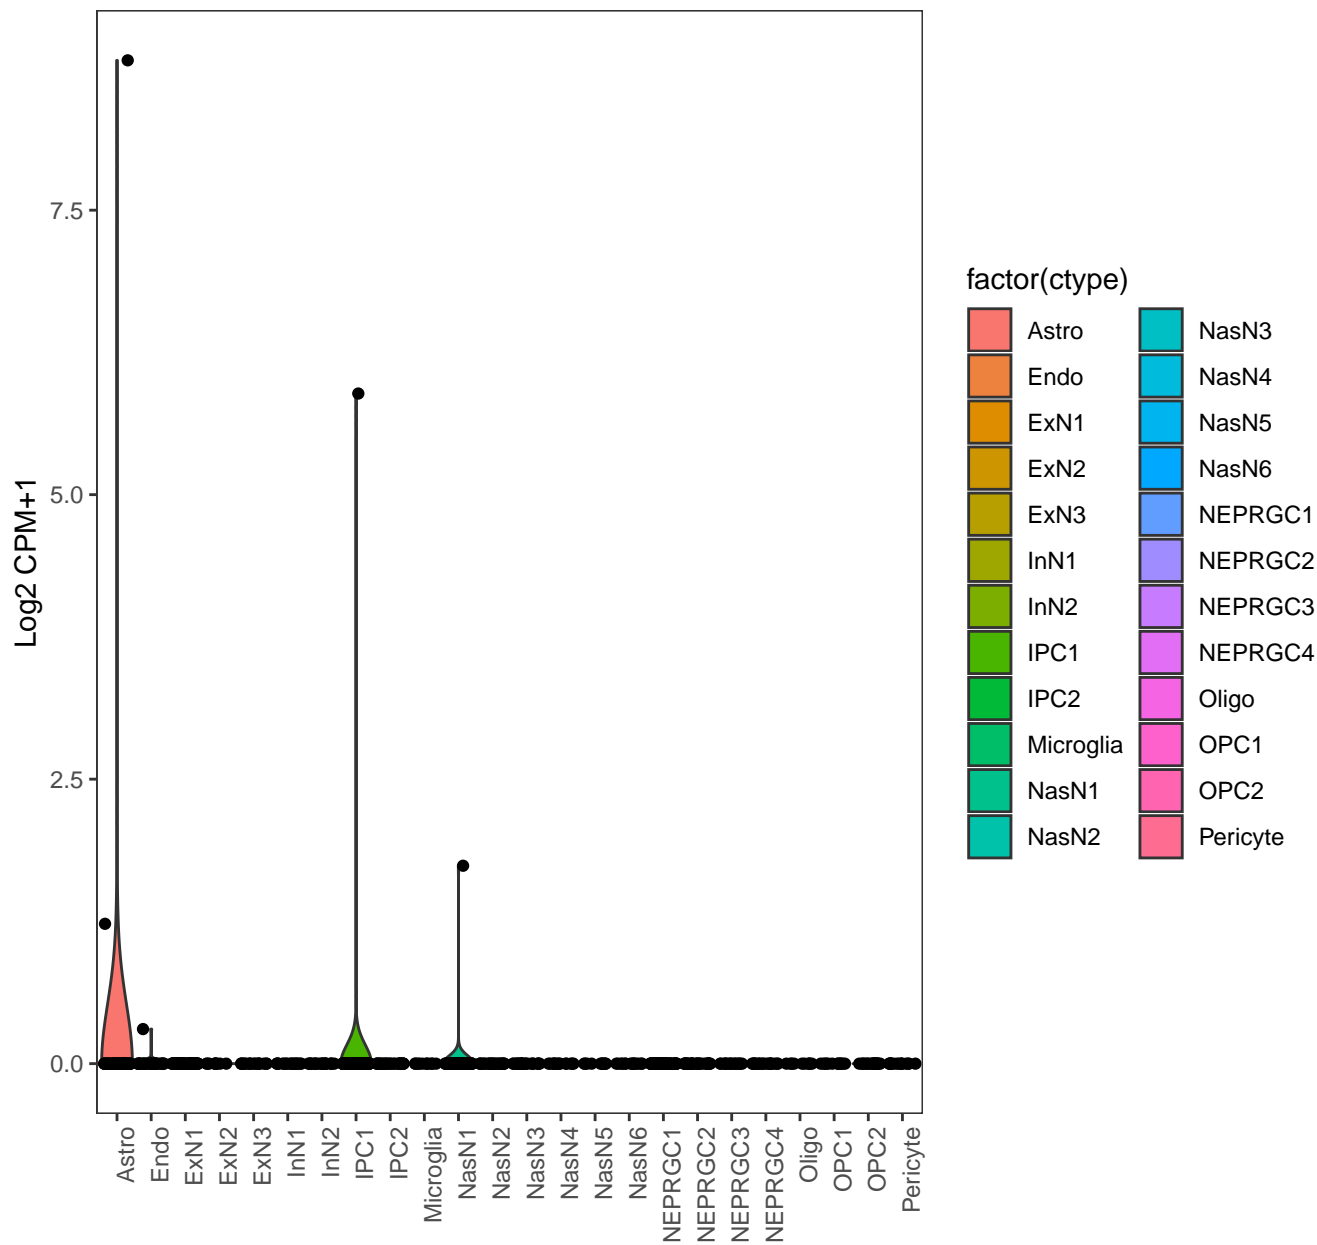 Log2 CPM+1
7.5
5.0
2.5
0.0
Astro
Endo
ExN1
ExN2
ExN3
InN1
InN2
IPC1
IPC2
Microglia
NasN1
NasN2
NasN3
NasN4
NasN5
NasN6
NEPRGC1
NEPRGC2
NEPRGC3
NEPRGC4
Oligo
OPC1
OPC2
Pericyte
factor(ctype)
Astro
Endo
ExN1
ExN2
ExN3
InN1
InN2
IPC1
IPC2
Microglia
NasN1
NasN2
NasN3
NasN4
NasN5
NasN6
NEPRGC1
NEPRGC2
NEPRGC3
NEPRGC4
Oligo
OPC1
OPC2
Pericyte